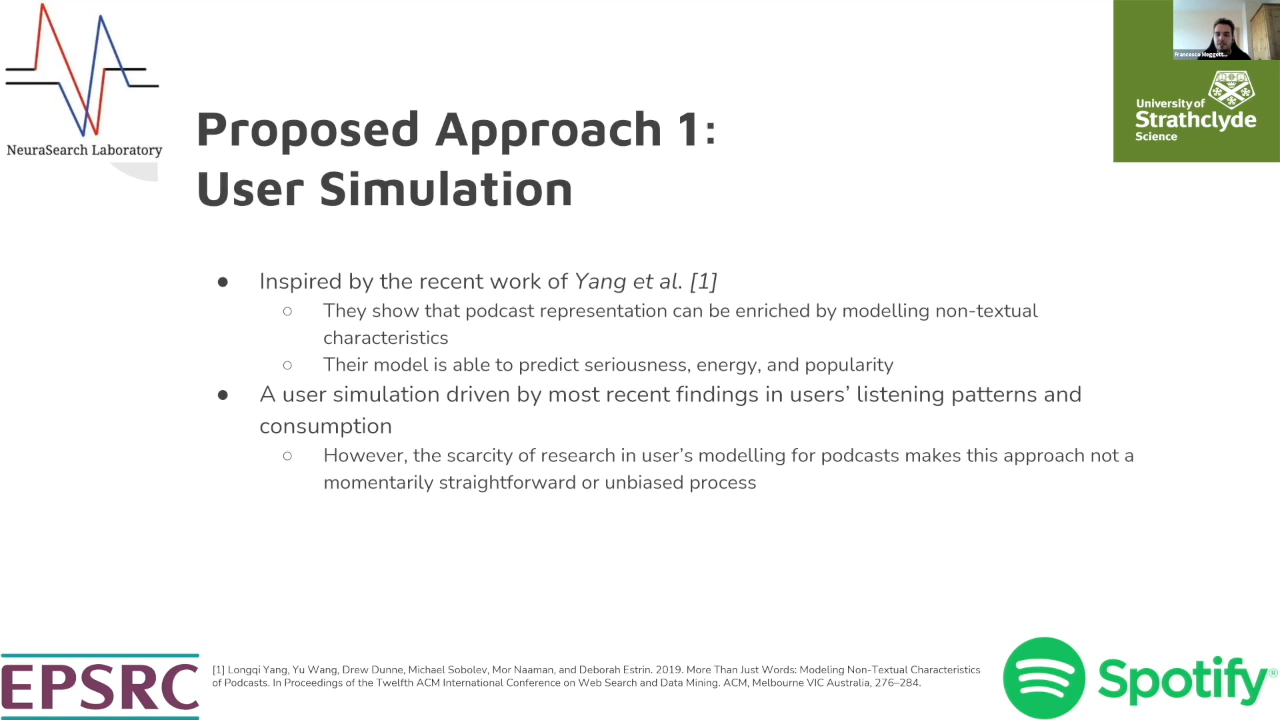 NeuraSearch Laboratory
University of
Strathclyde
Science
Proposed Approach 1:
User Simulation
● Inspired by the recent work of Yang et al. [1]
○ They show that podcast representation can be enriched by modelling non-textual
characteristics
○ Their model is able to predict seriousness, energy, and popularity
● A user simulation driven by most recent findings in users’ listening patterns and
consumption
○ However, the scarcity of research in user’s modelling for podcasts makes this approach not a
momentarily straightforward or unbiased process
EPSRC
[1] Longqi Yang, Yu Wang, Drew Dunne, Michael Sobolev, Mor Naaman, and Deborah Estrin. 2019. More Than Just Words: Modeling Non-Textual Characteristics
of Podcasts. In Proceedings of the Twelfth ACM International Conference on Web Search and Data Mining. ACM, Melbourne VIC Australia, 276–284.
Spotify®